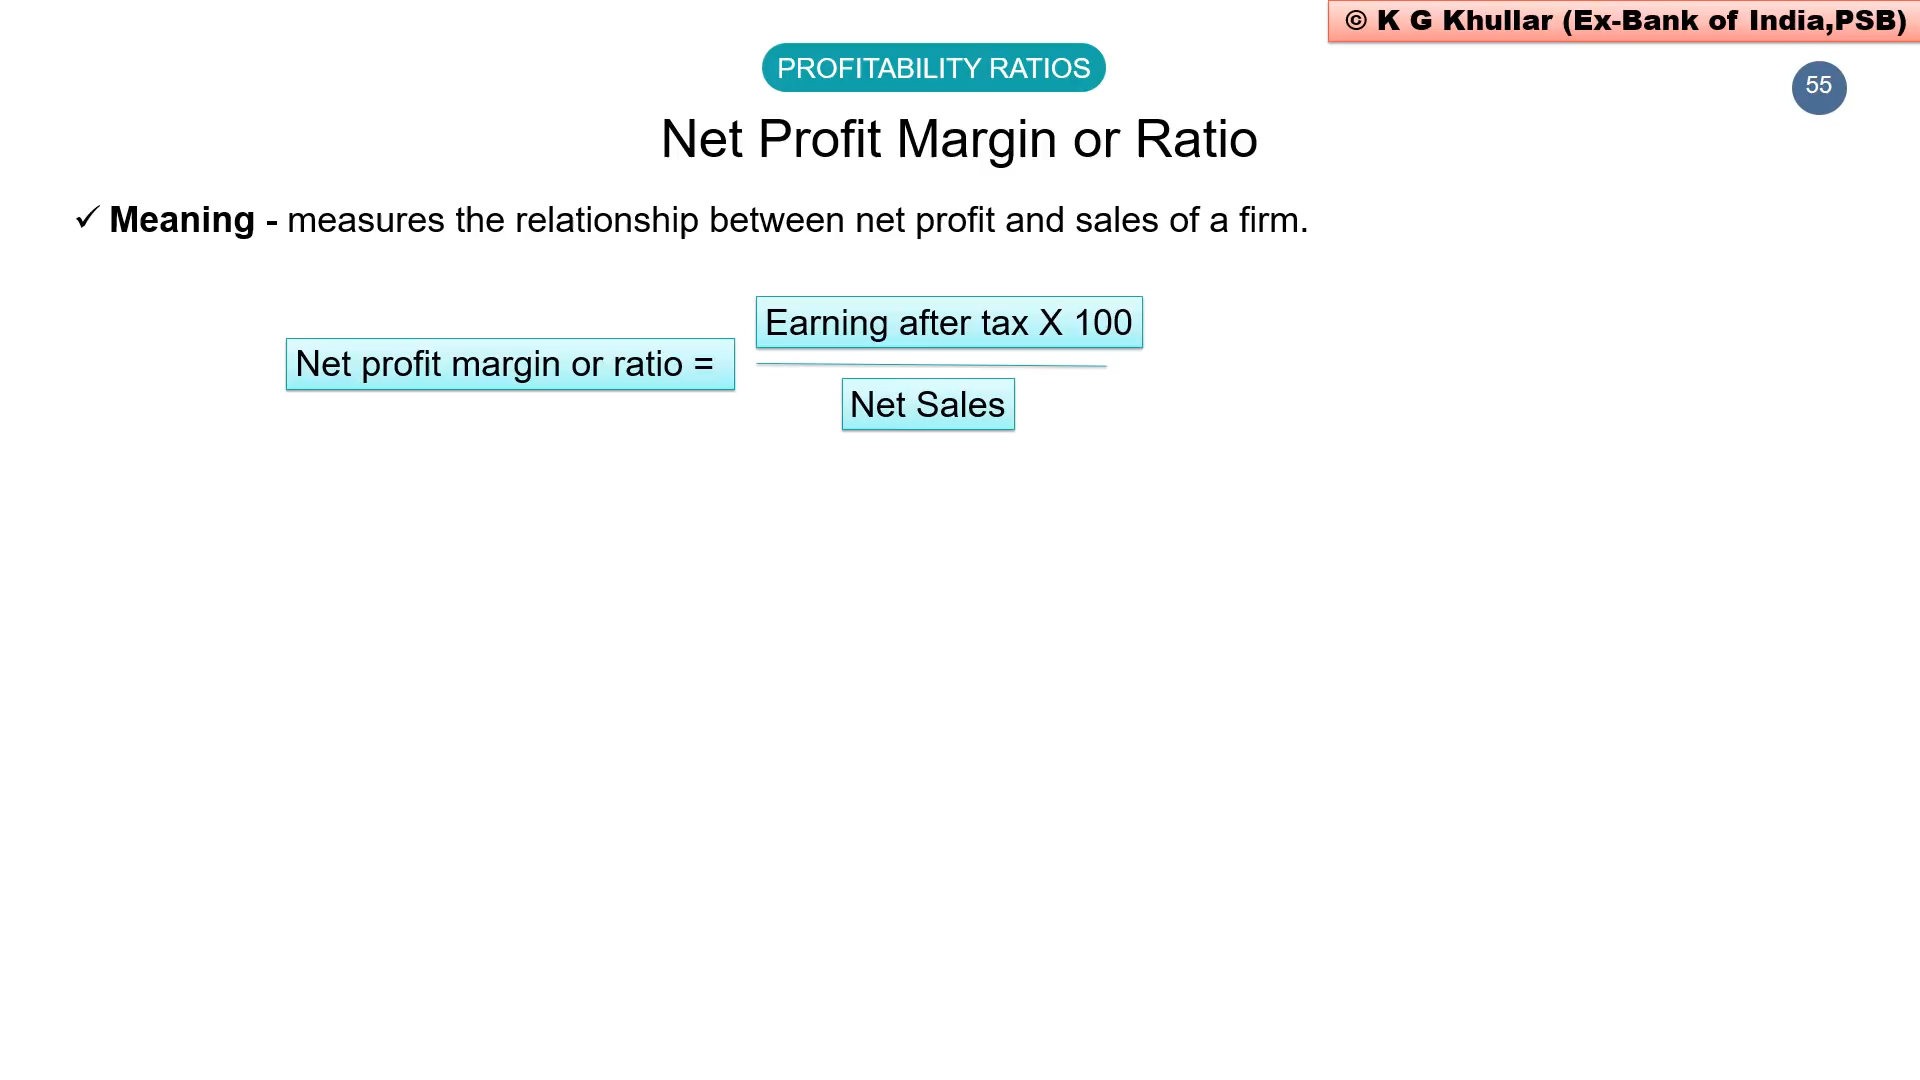 © K G Khullar (Ex-Bank of India,PSB)
PROFITABILITY RATIOS
55
Net Profit Margin or Ratio
✓ Meaning - measures the relationship between net profit and sales of a firm.
Earning after tax X 100
Net profit margin or ratio =
Net Sales